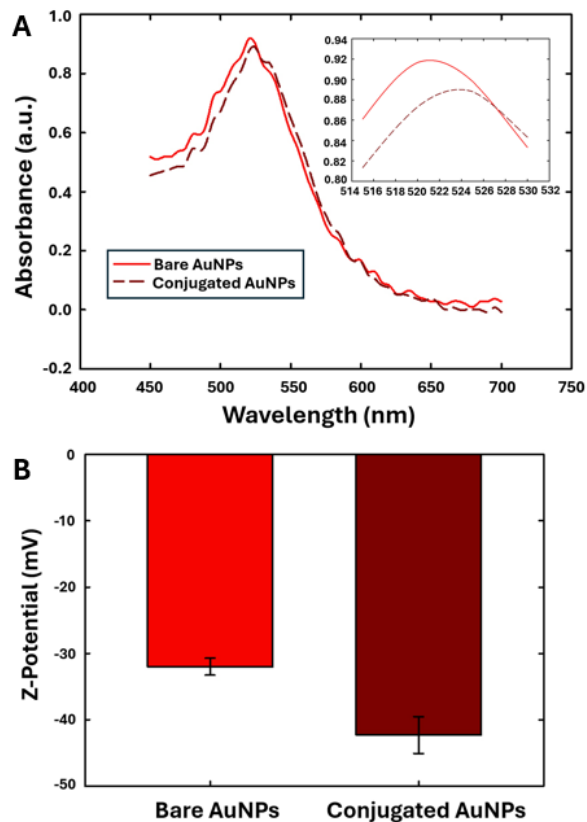 A
Absorbance (a.u.)
1.0
0.8
0.6
0.4
0.2
0.0
-0.2
400
450
500
550
600
650
700
750
Wavelength (nm)
Bare AuNPs
Conjugated AuNPs
0.94
0.92
0.90
0.88
0.86
0.84
0.82
0.80
514 516 518 520 522 524 526 528 530 532
B
Z-Potential (mV)
0
-10
-20
-30
-40
-50
Bare AuNPs
Conjugated AuNPs